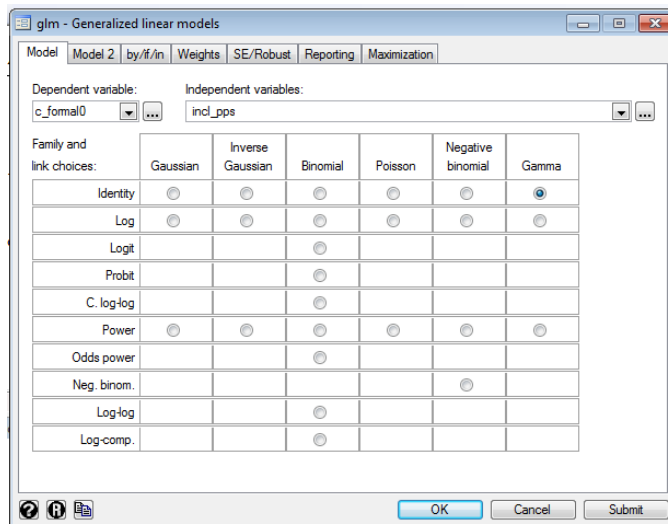 glm - Generalized linear models
Model Model 2 by/if/in Weights SE/Robust Reporting Maximization
Dependent variable: Independent variables:
c_formal0 ... incl_pps ...
Family and link choices: Gaussian Inverse Gaussian Binomial Poisson Negative binomial Gamma
Identity
Log
Logit
Probit
C. log-log
Power
Odds power
Neg. binom.
Log-log
Log-comp.
? R OK Cancel Submit